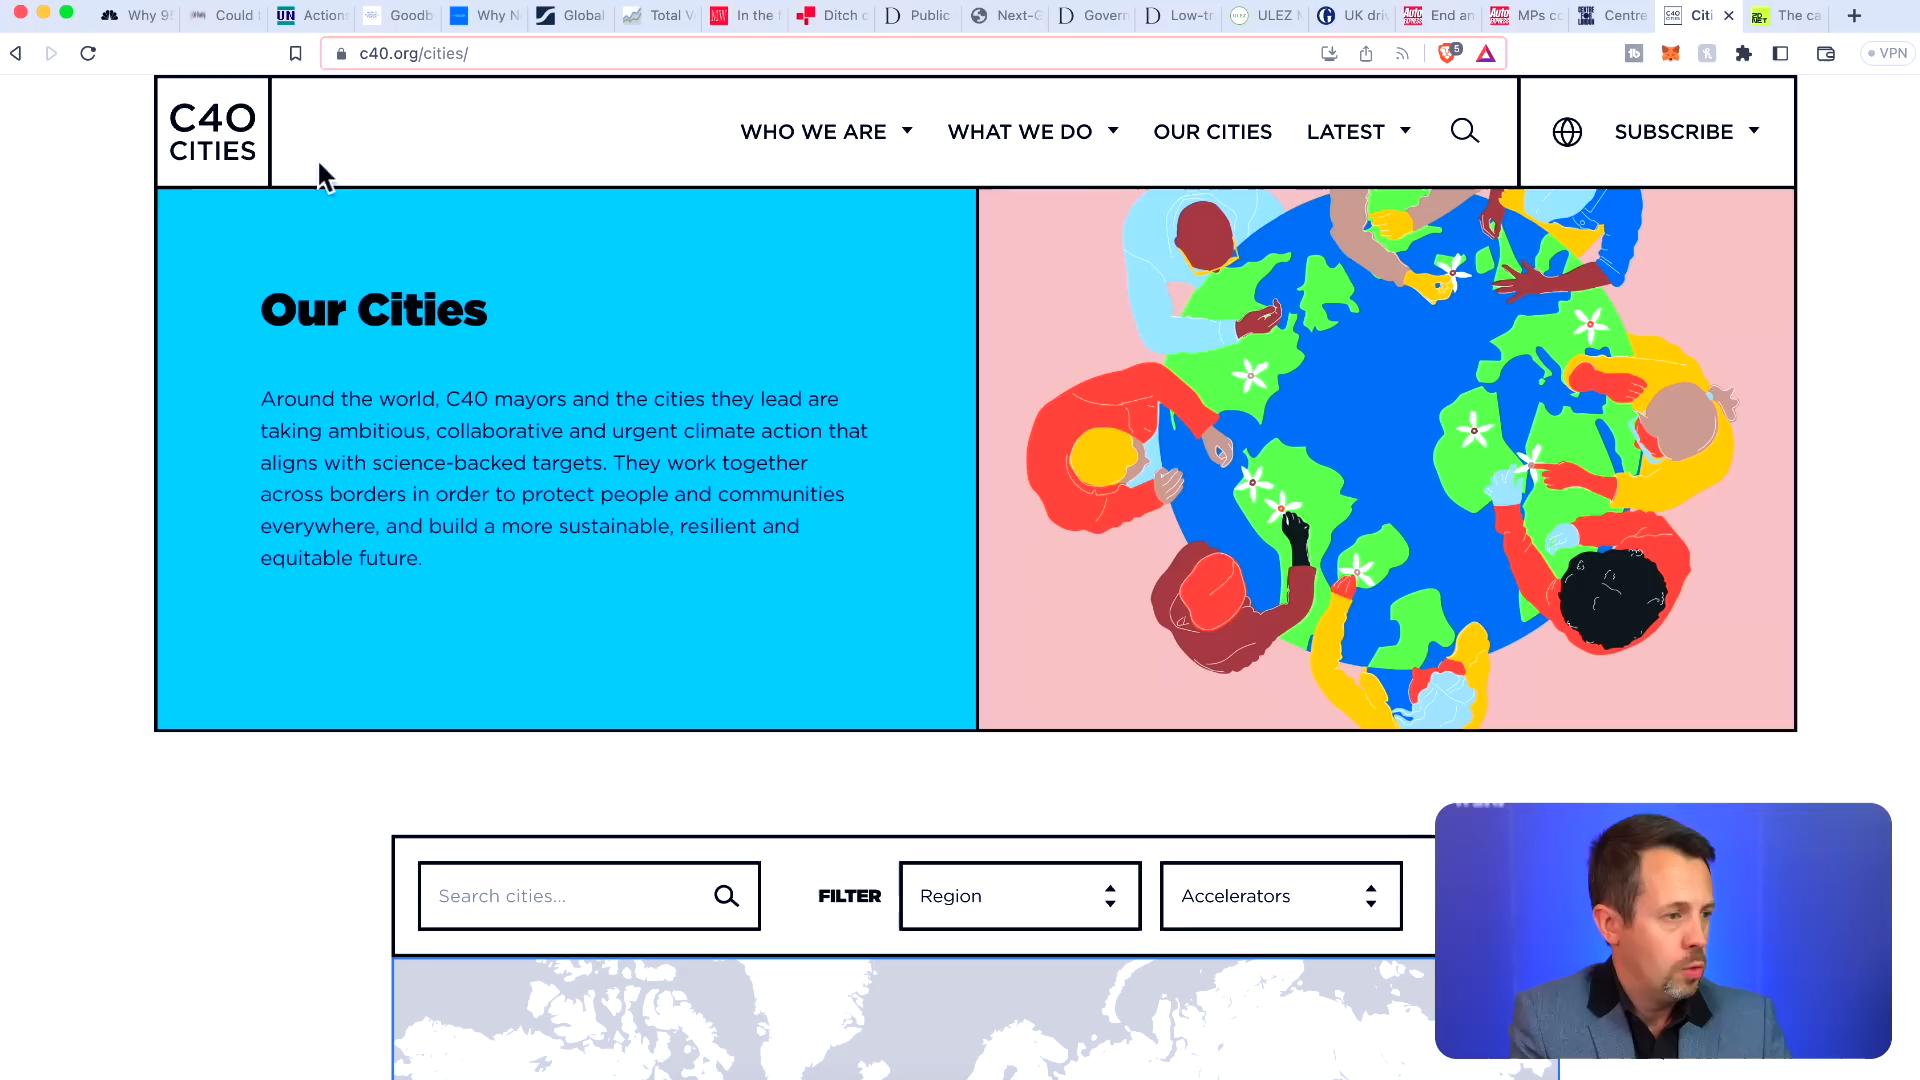 Why 9
Could
UN Action
Goodb
Why N
Global
Total V
In the f
Ditch c
Public
Next-G
Govern
Low-tr
ULEZ
UK driv
End an
MPs co
Centre
Citi
The ca
c40.org/cities/
5
VPN
C40
CITIES
WHO WE ARE
WHAT WE DO
OUR CITIES
LATEST
SUBSCRIBE
Our Cities
Around the world, C40 mayors and the cities they lead are
taking ambitious, collaborative and urgent climate action that
aligns with science-backed targets. They work together
across borders in order to protect people and communities
everywhere, and build a more sustainable, resilient and
equitable future.
Search cities...
FILTER
Region
Accelerators